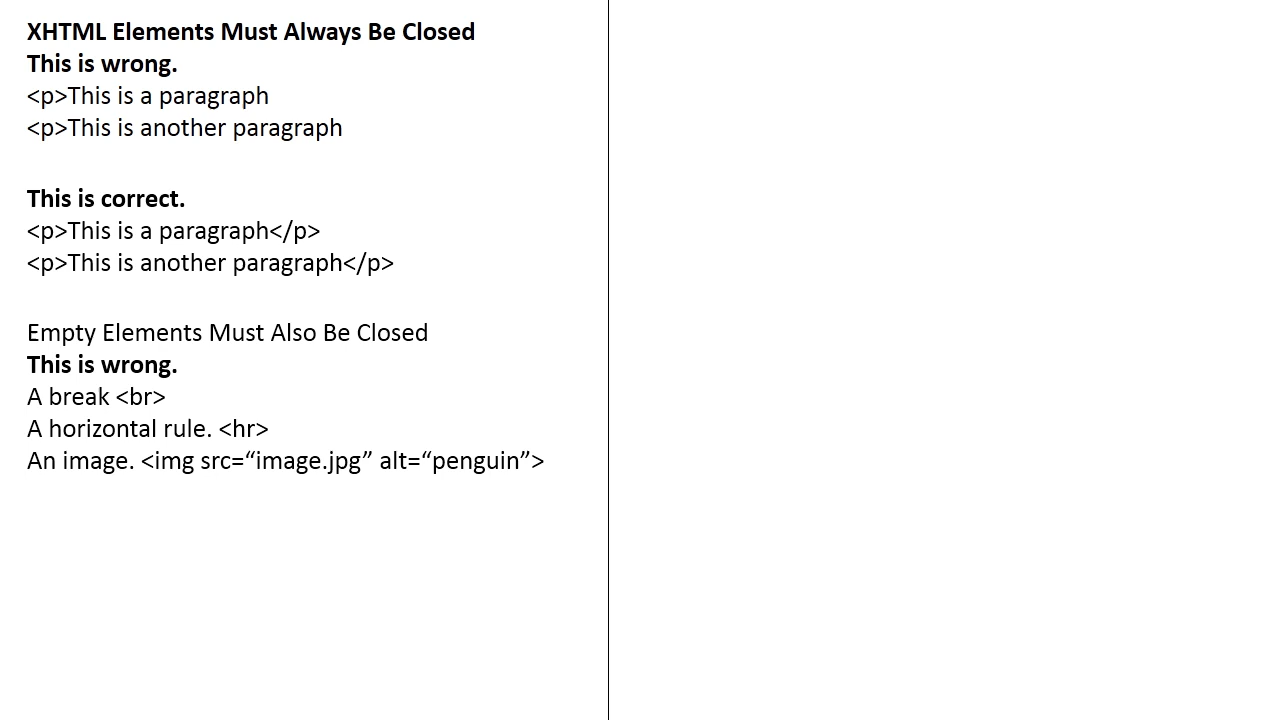 XHTML Elements Must Always Be Closed
This is wrong.
<p>This is a paragraph
<p>This is another paragraph
This is correct.
<p>This is a paragraph</p>
<p>This is another paragraph</p>
Empty Elements Must Also Be Closed
This is wrong.
A break <br>
A horizontal rule. <hr>
An image. <img src=“image.jpg” alt=“penguin”>